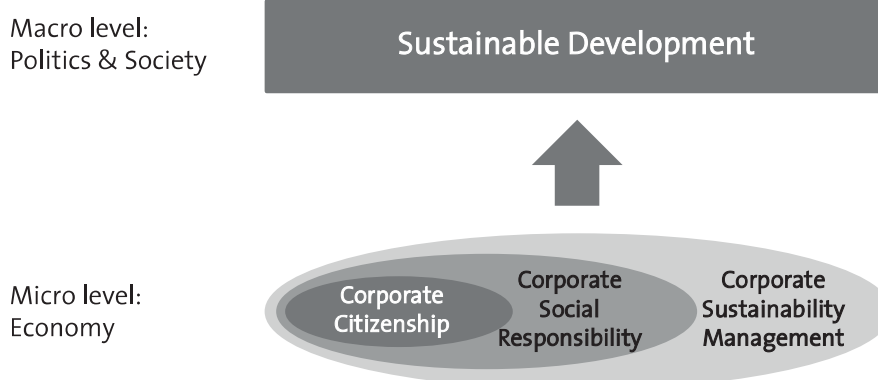 Macro level:
Politics & Society
Sustainable Development
Micro level:
Economy
Corporate
Citizenship
Corporate
Social
Responsibility
Corporate
Sustainability
Management